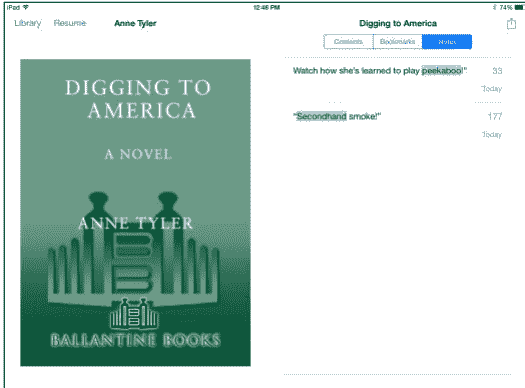 iPad 12:46 PM 74%
Library Resume Anne Tyler Digging to America
Contents Bookmarks Notes
DIGGING TO
AMERICA
A NOVEL
ANNE TYLER
BALLANTINE BOOKS
Watch how she's learned to play peekaboo!" 33
Today
"Secondhand smoke!" 177
Today